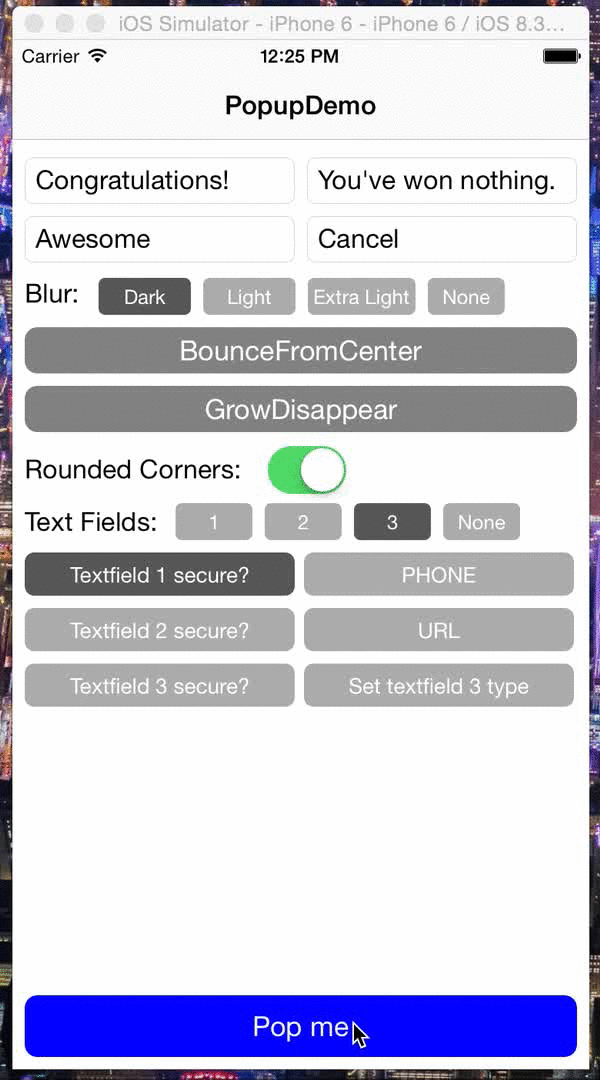 iOS Simulator - iPhone 6 - iPhone 6 / iOS 8.3...
Carrier 12:25 PM
PopupDemo
Congratulations! You've won nothing.
Awesome Cancel
Blur: Dark Light Extra Light None
BounceFromCenter
GrowDisappear
Rounded Corners:
Text Fields: 1 2 3 None
Textfield 1 secure? PHONE
Textfield 2 secure? URL
Textfield 3 secure? Set textfield 3 type
Pop me